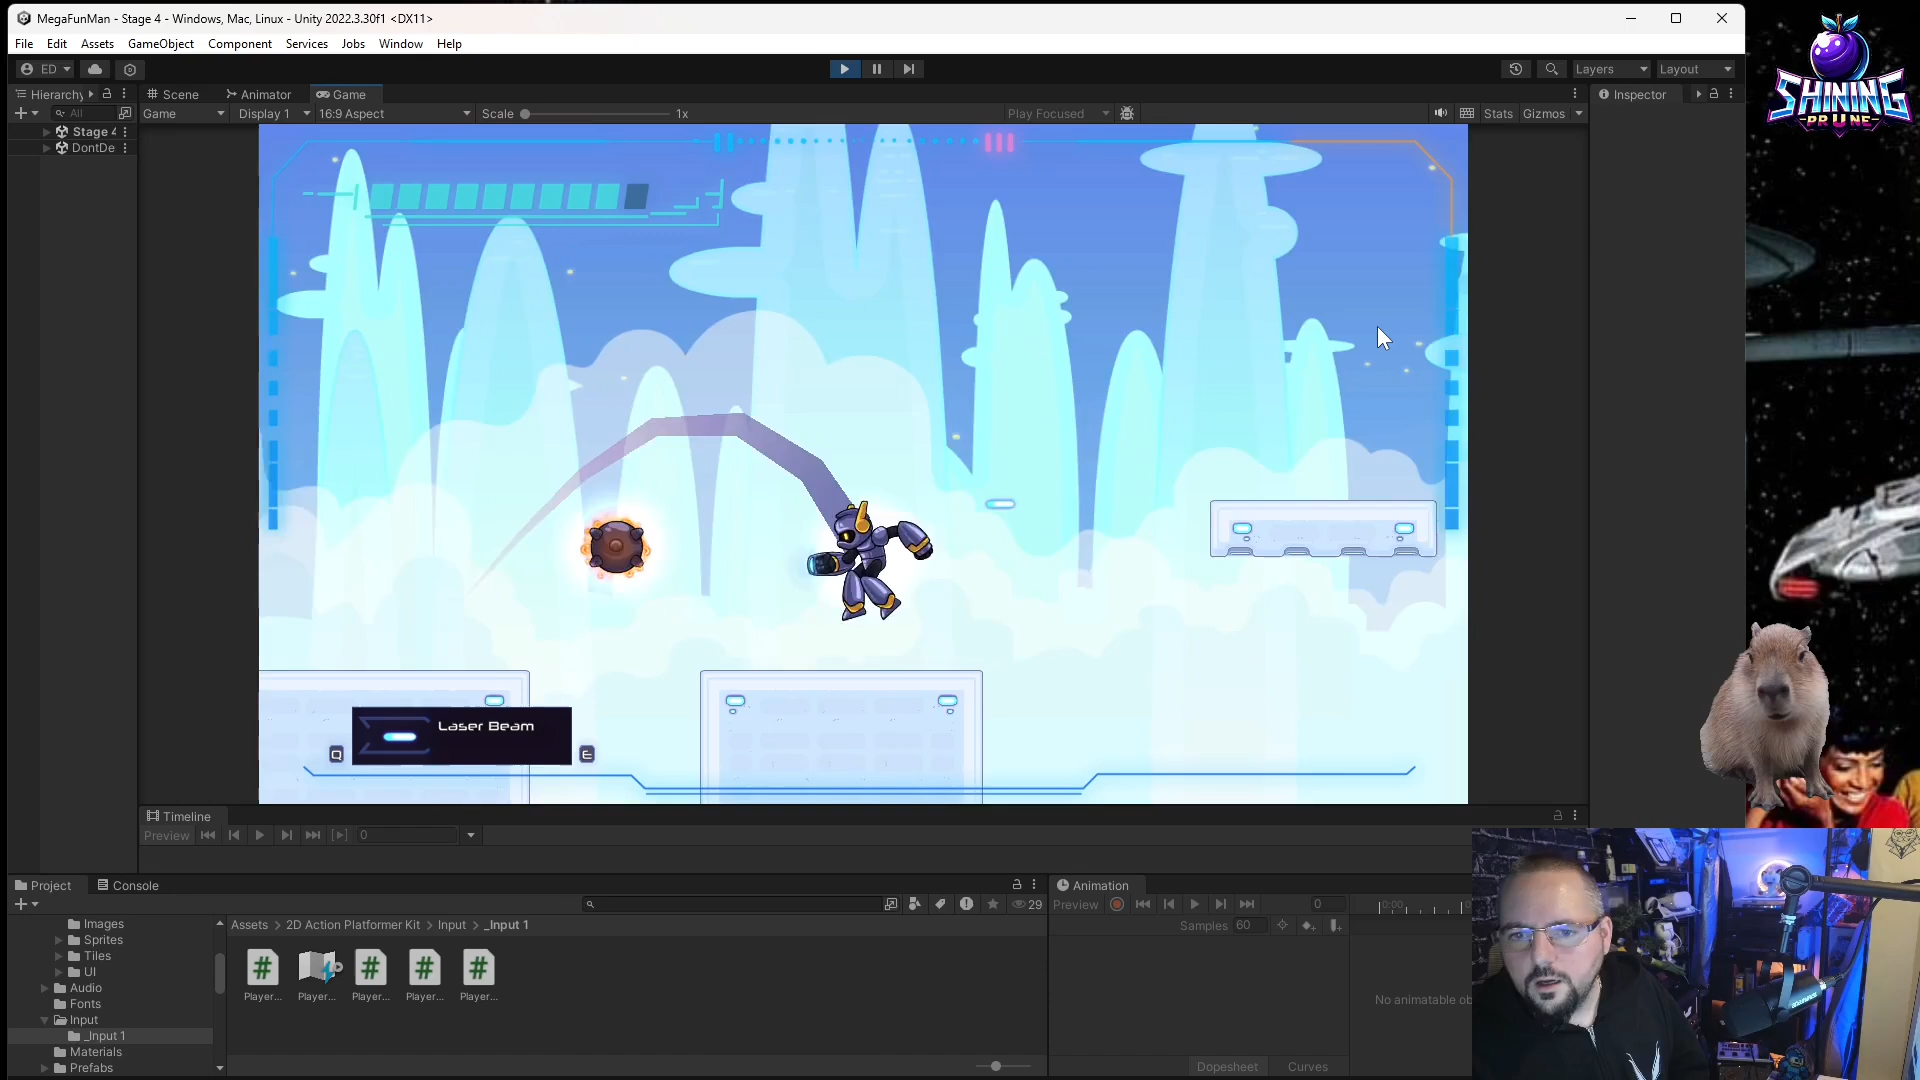 MegaFunMan - Stage 4 - Windows, Mac, Linux - Unity 2022.3.30f1 <DX11>
File Edit Assets GameObject Component Services Jobs Window Help
ED Layers Layout
Hierarchy Scene Animator Game Inspector
All Game Display 1 16:9 Aspect Scale 1x Play Focused Stats Gizmos
Stage 4
DontDe
SHINING
PRUNE
Laser Beam
Q E
Timeline
Preview 0
Project Console Animation
29 Preview 0 0:00
Images Assets > 2D Action Platformer Kit > Input > _Input 1 Samples 60
Sprites
Tiles
UI
Audio Player... Player... Player... Player... Player... No animatable ob
Fonts
Input
_Input 1
Materials
Prefabs Dopesheet Curves